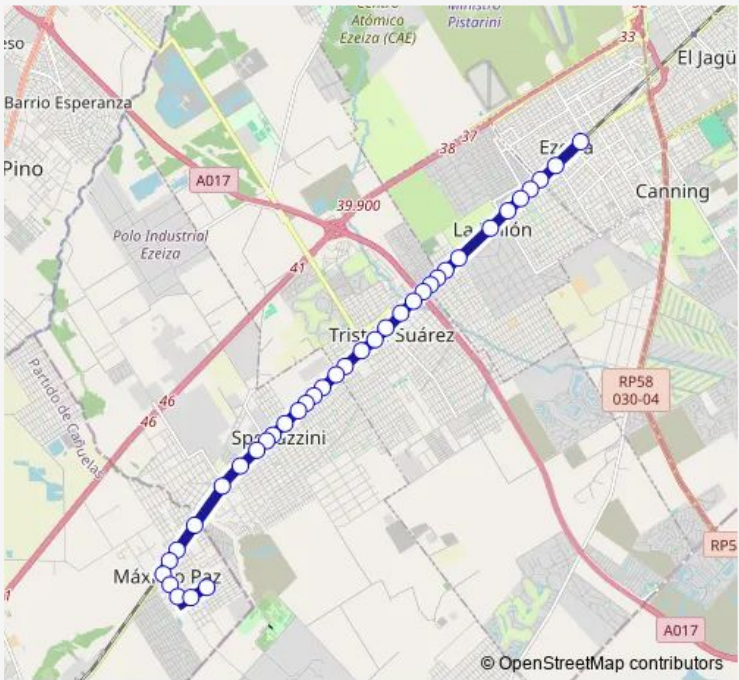 Centro
Atómico
Ezeiza (CAE)
Ministro
Pistarini
33
El Jagü
eso
Barrio Esperanza
38
37
Pino
A017
Canning
39.900
Polo Industrial
Ezeiza
41
Suárez
RP58
030-04
Partido de Cañuelas
46
46
Paz
RP5
A017
© OpenStreetMap contributors